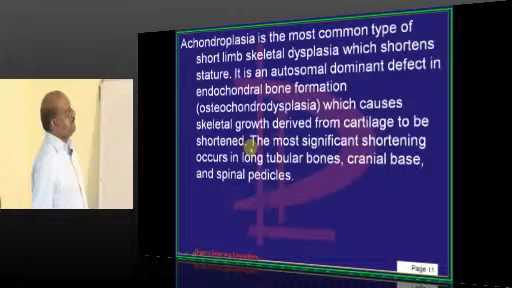 Achondroplasia is the most common type of
short limb skeletal dysplasia which shortens
stature. It is an autosomal dominant defect in
endochondral bone formation
(osteochondrodysplasia) which causes
skeletal growth derived from cartilage to be
shortened. The most significant shortening
occurs in long tubular bones, cranial base,
and spinal pedicles.
Page 11